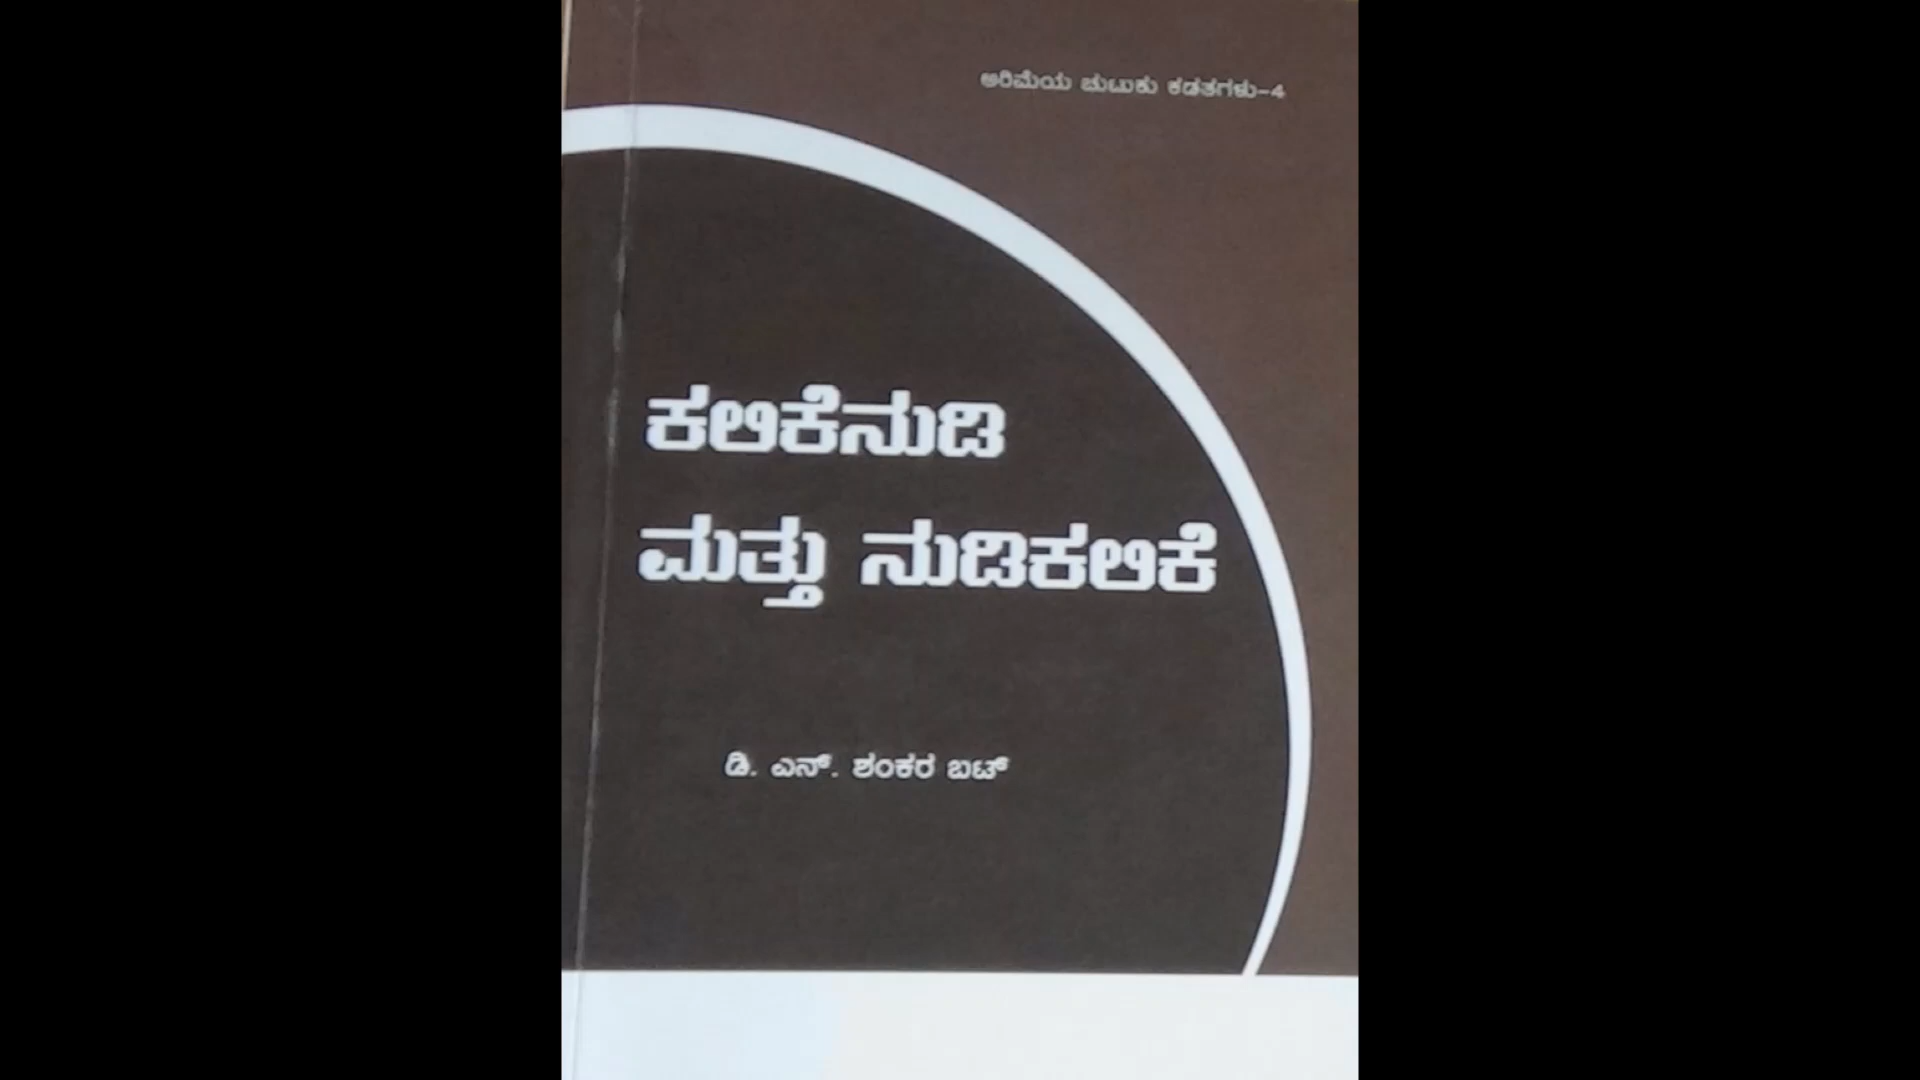 ಅರಿಮೆಯ ಚುಟುಕು ಕಡತಗಳು-4
ಕಲಿಕೆನುಡಿ
ಮತ್ತು ನುಡಿಕಲಿಕೆ
ಡಿ. ಎನ್. ಶಂಕರ ಬಟ್